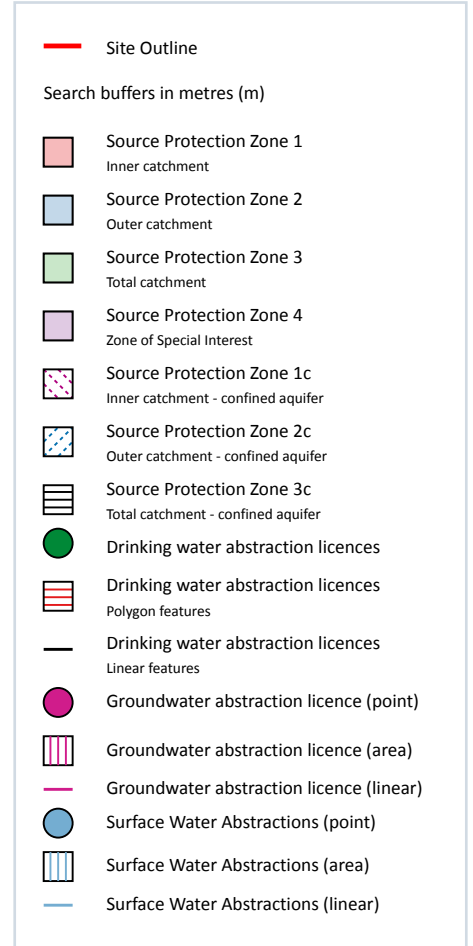 Site Outline
Search buffers in metres (m)
Source Protection Zone 1
Inner catchment
Source Protection Zone 2
Outer catchment
Source Protection Zone 3
Total catchment
Source Protection Zone 4
Zone of Special Interest
Source Protection Zone 1c
Inner catchment - confined aquifer
Source Protection Zone 2c
Outer catchment - confined aquifer
Source Protection Zone 3c
Total catchment - confined aquifer
Drinking water abstraction licences
Drinking water abstraction licences
Polygon features
Drinking water abstraction licences
Linear features
Groundwater abstraction licence (point)
Groundwater abstraction licence (area)
Groundwater abstraction licence (linear)
Surface Water Abstractions (point)
Surface Water Abstractions (area)
Surface Water Abstractions (linear)